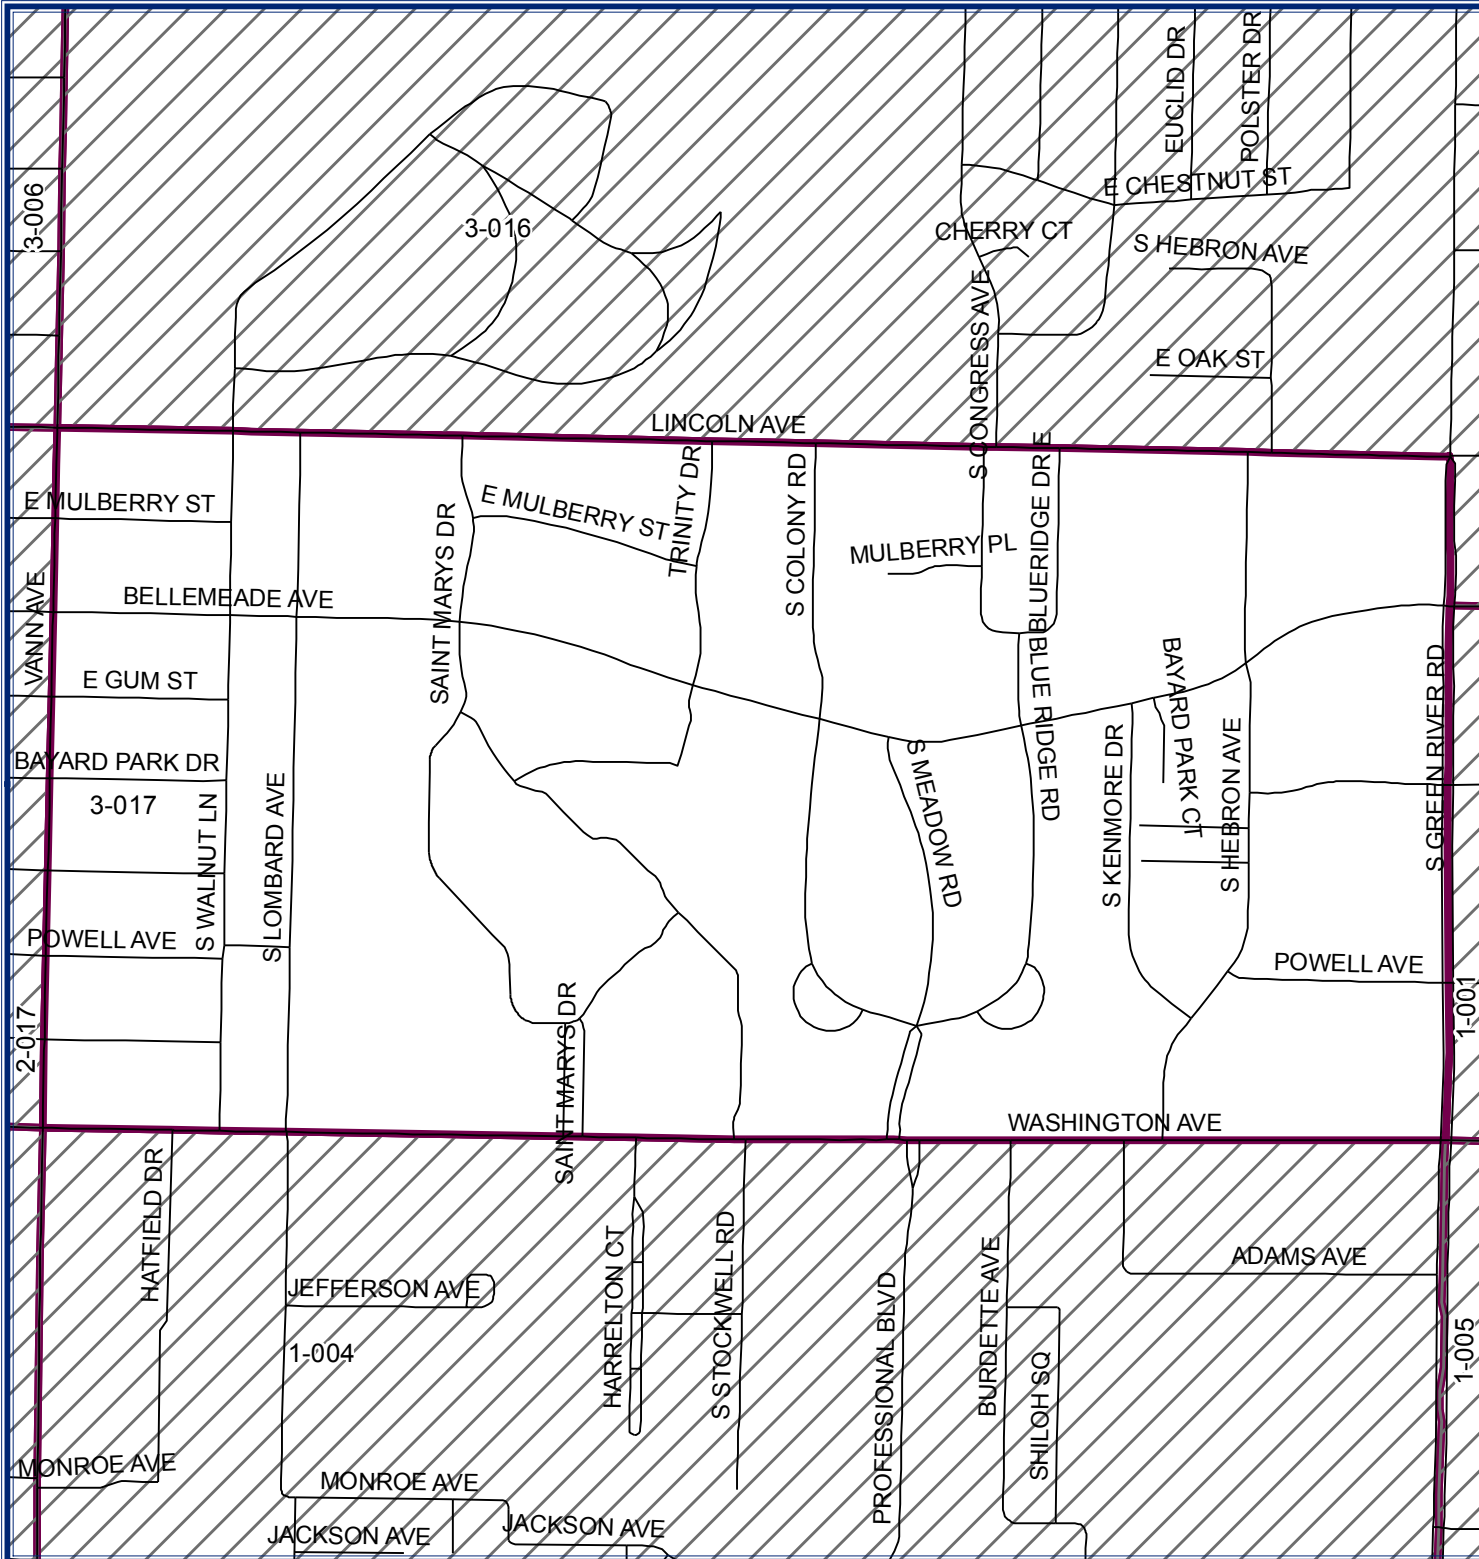 EUCLID DR
POLSTER DR
E CHESTNUT ST
3-006
3-016
CHERRY CT
S HEBRON AVE
S CONGRESS AVE
E OAK ST
LINCOLN AVE
E MULBERRY ST
E MULBERRY ST
TRINITY DR
S COLONY RD
BLUERIDGE DR E
SAINT MARYS DR
MULBERRY PL
VANN AVE
BELLEMEADE AVE
E GUM ST
BLUE RIDGE RD
BAYARD PARK CT
S GREEN RIVER RD
BAYARD PARK DR
3-017
S WALNUT LN
S LOMBARD AVE
S MEADOW RD
S KENMORE DR
S HEBRON AVE
POWELL AVE
POWELL AVE
2-017
1-001
SAINT MARYS DR
WASHINGTON AVE
HATFIELD DR
JEFFERSON AVE
HARRELTON CT
S STOCKWELL RD
PROFESSIONAL BLVD
BURDETTE AVE
ADAMS AVE
1-004
SHILOH SQ
1-005
MONROE AVE
MONROE AVE
JACKSON AVE
JACKSON AVE